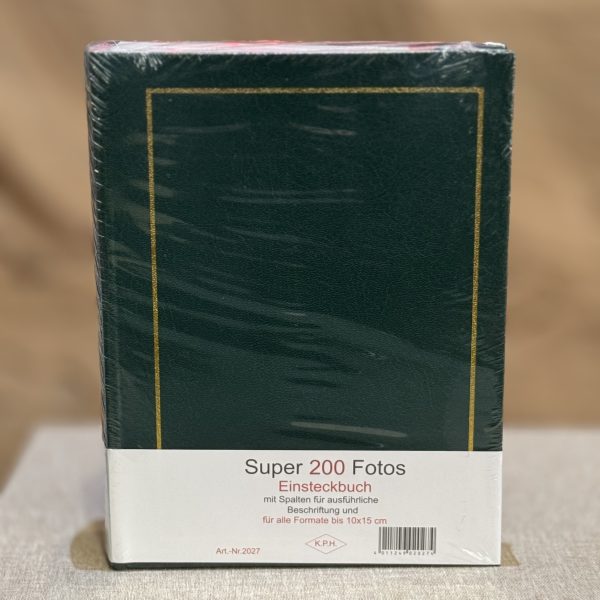 Super 200 Fotos
Einsteckbuch
mit Spalten für ausführliche
Beschriftung und
für alle Formate bis 10x15 cm
Art.-Nr.2027
K.P.H.